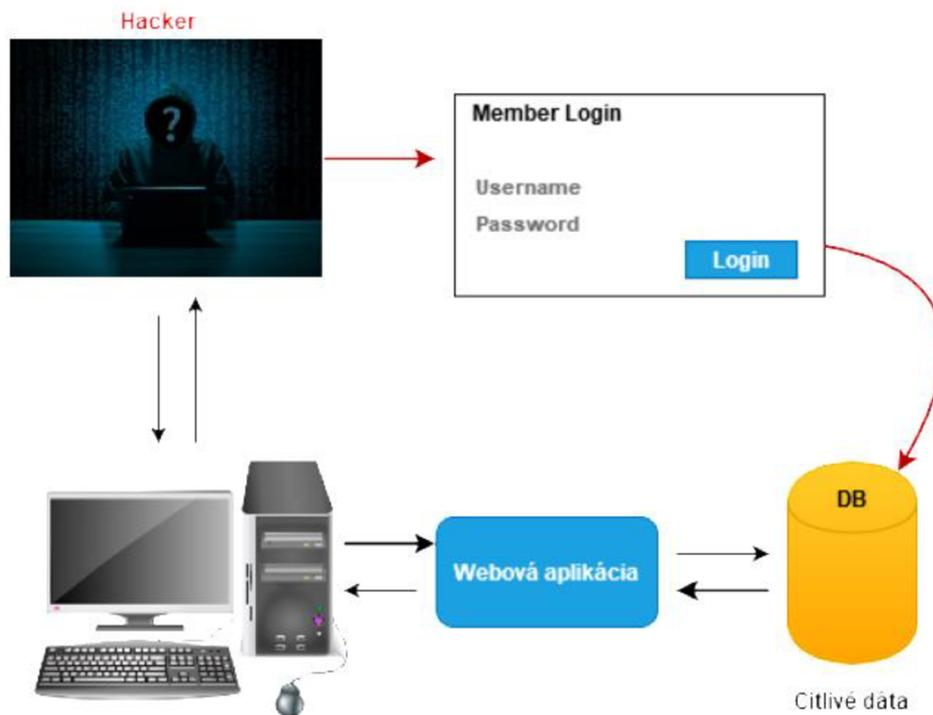 Hacker
?
Member Login
Username
Password
Login
Webová aplikácia
DB
Citlivé dáta